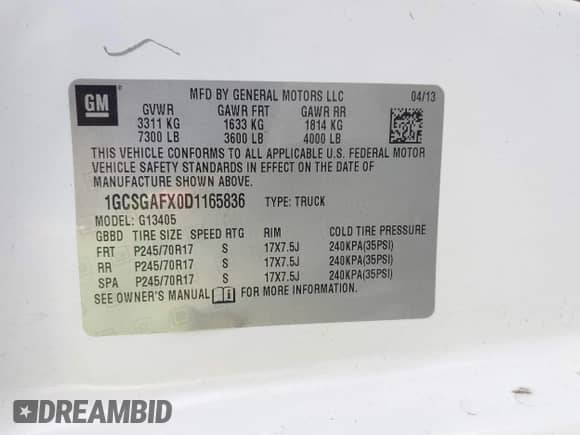 GM
MFD BY GENERAL MOTORS LLC 04/13
GVWR GAWR FRT GAWR RR
3311 KG 1633 KG 1814 KG
7300 LB 3600 LB 4000 LB
THIS VEHICLE CONFORMS TO ALL APPLICABLE U.S. FEDERAL MOTOR
VEHICLE SAFETY STANDARDS IN EFFECT ON THE DATE OF
MANUFACTURE SHOWN ABOVE.
1GCSGAFX0D1165836 TYPE: TRUCK
MODEL: G13405
GBBD TIRE SIZE SPEED RTG RIM COLD TIRE PRESSURE
FRT P245/70R17 S 17X7.5J 240KPA(35PSI)
RR P245/70R17 S 17X7.5J 240KPA(35PSI)
SPA P245/70R17 S 17X7.5J 240KPA(35PSI)
SEE OWNER'S MANUAL FOR MORE INFORMATION.
DREAMBID